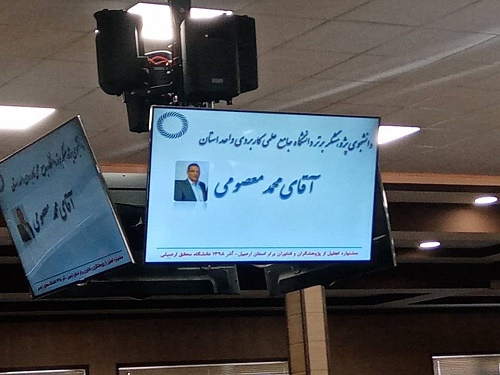 دانشجوی پژوهشگر برتر دانشگاه جامع علمی کاربردی واحد استان
آقای محمد معصومی
جشنواره تجلیل از پژوهشگران و فناوران برتر استان اردبیل - آذر ۱۳۹۸ دانشگاه محقق اردبیلی
آقای محمد معصومی